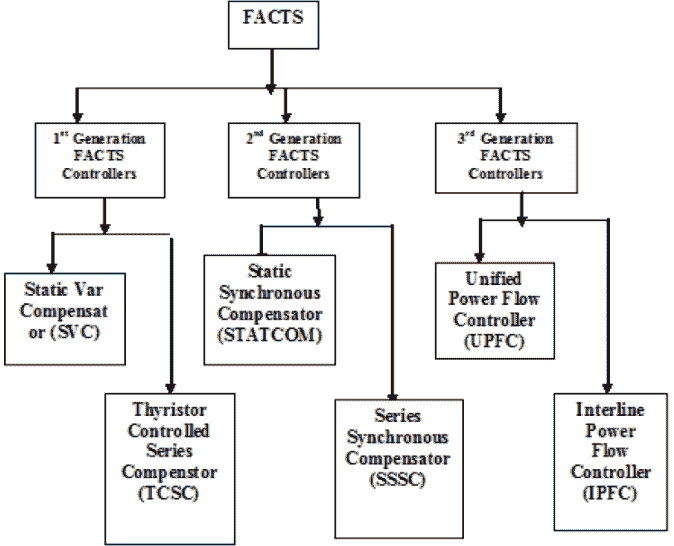 FACTS
1st Generation
FACTS
Controllers
2nd Generation
FACTS
Controllers
3rd Generation
FACTS
Controllers
Static Var
Compensat
or (SVC)
Static
Synchronous
Compensator
(STATCOM)
Unified
Power Flow
Controller
(UPFC)
Thyristor
Controlled
Series
Compenstor
(TCSC)
Series
Synchronous
Compensator
(SSSC)
Interline
Power
Flow
Controller
(IPFC)